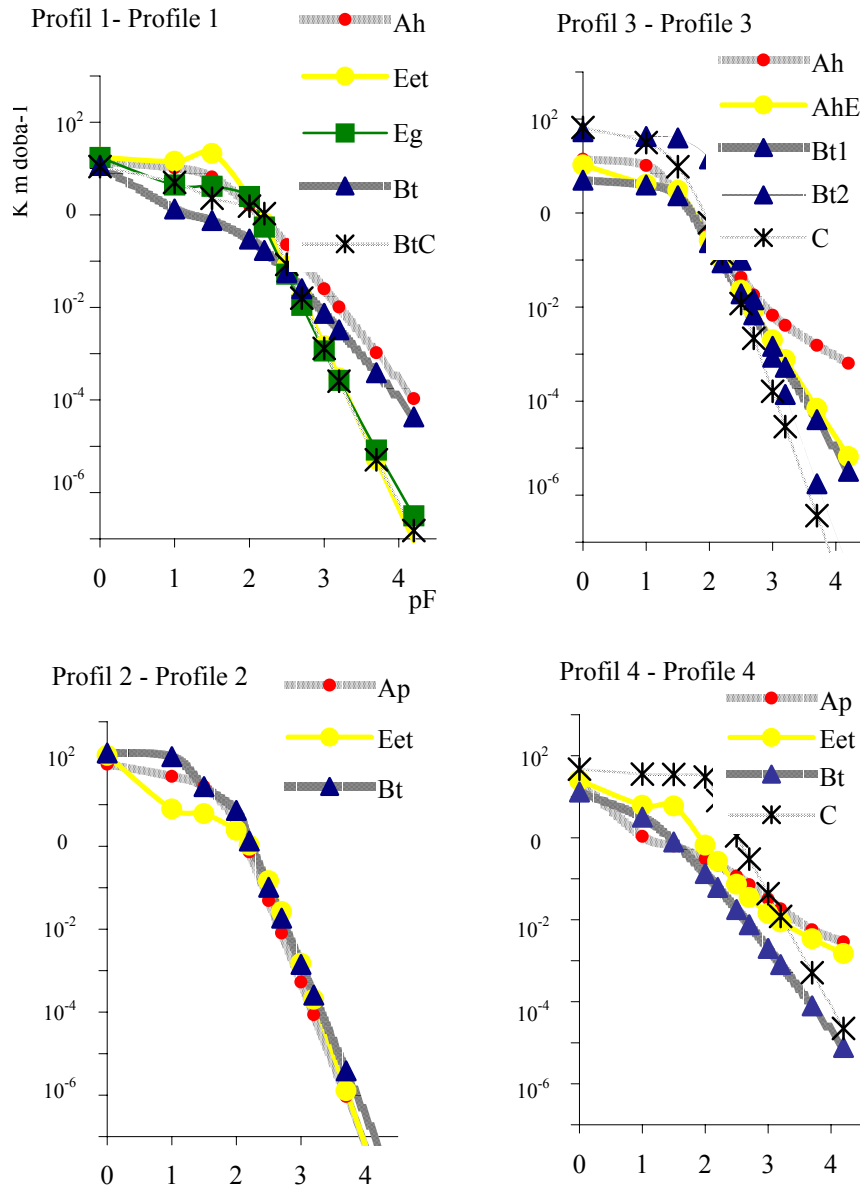 Profil 1- Profile 1
Ah
Eet
Eg
Bt
BtC
K m doba-1
10^2
0
10^-2
10^-4
10^-6
0 1 2 3 4
pF
Profil 3 - Profile 3
Ah
AhE
Bt1
Bt2
C
10^2
0
10^-2
10^-4
10^-6
0 1 2 3 4
Profil 2 - Profile 2
Ap
Eet
Bt
10^2
0
10^-2
10^-4
10^-6
0 1 2 3 4
Profil 4 - Profile 4
Ap
Eet
Bt
C
10^2
0
10^-2
10^-4
10^-6
0 1 2 3 4